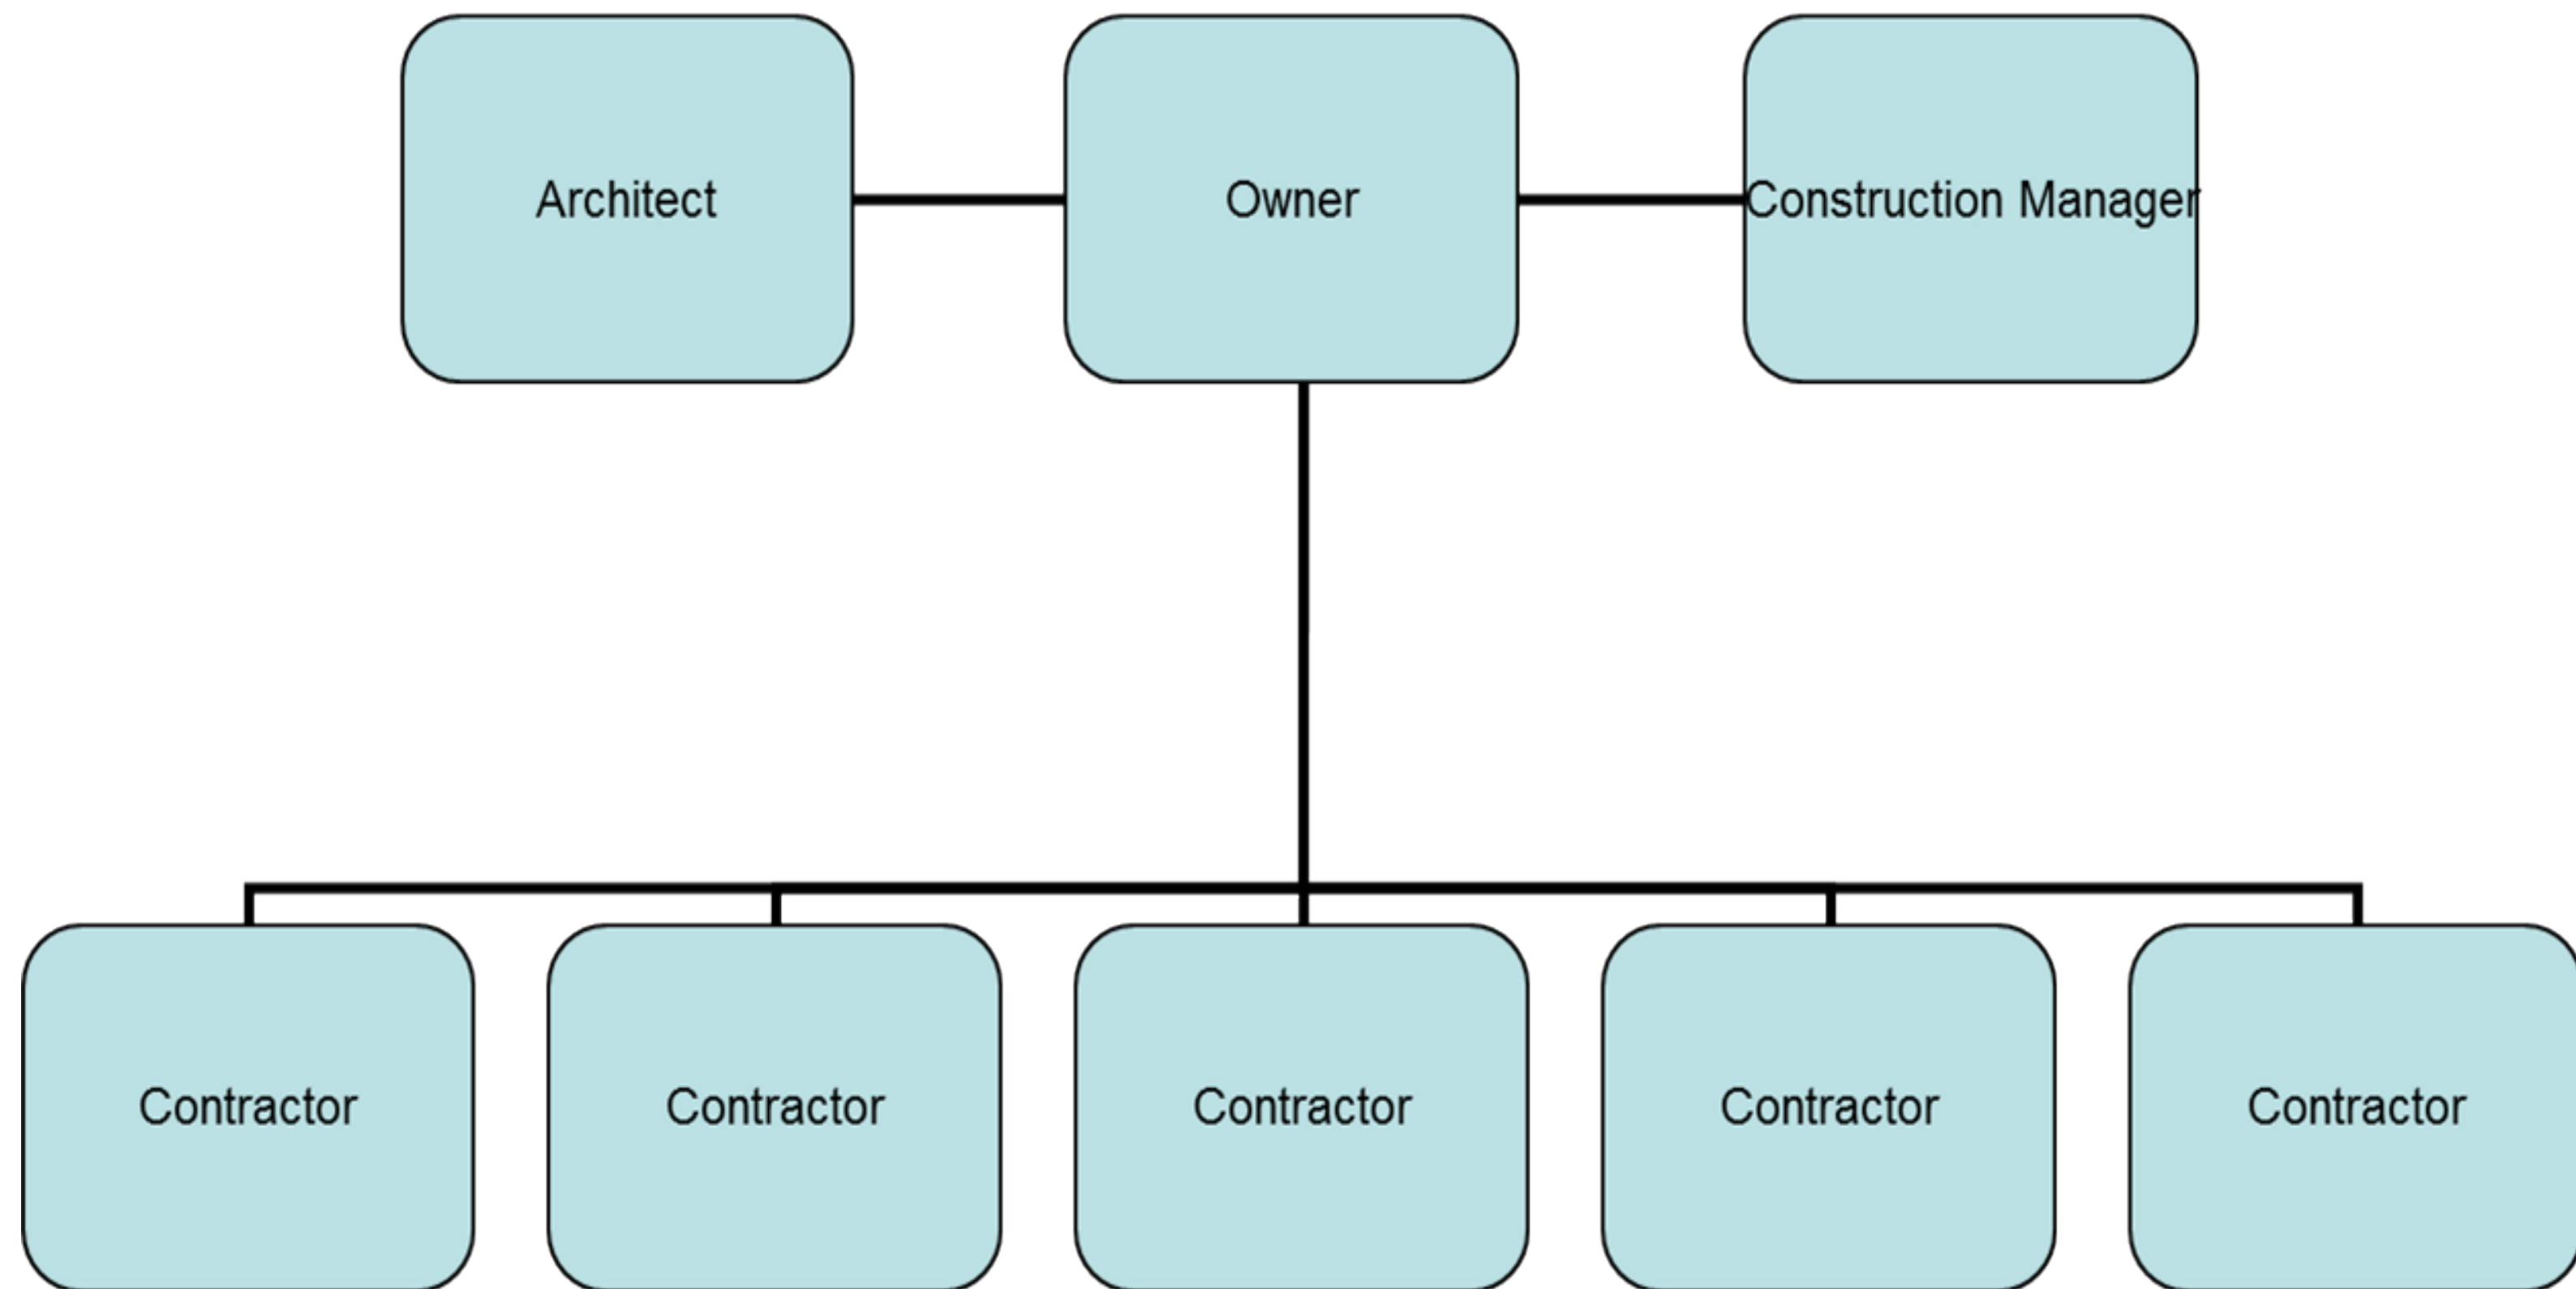 Architect
Owner
Construction Manager
Contractor
Contractor
Contractor
Contractor
Contractor